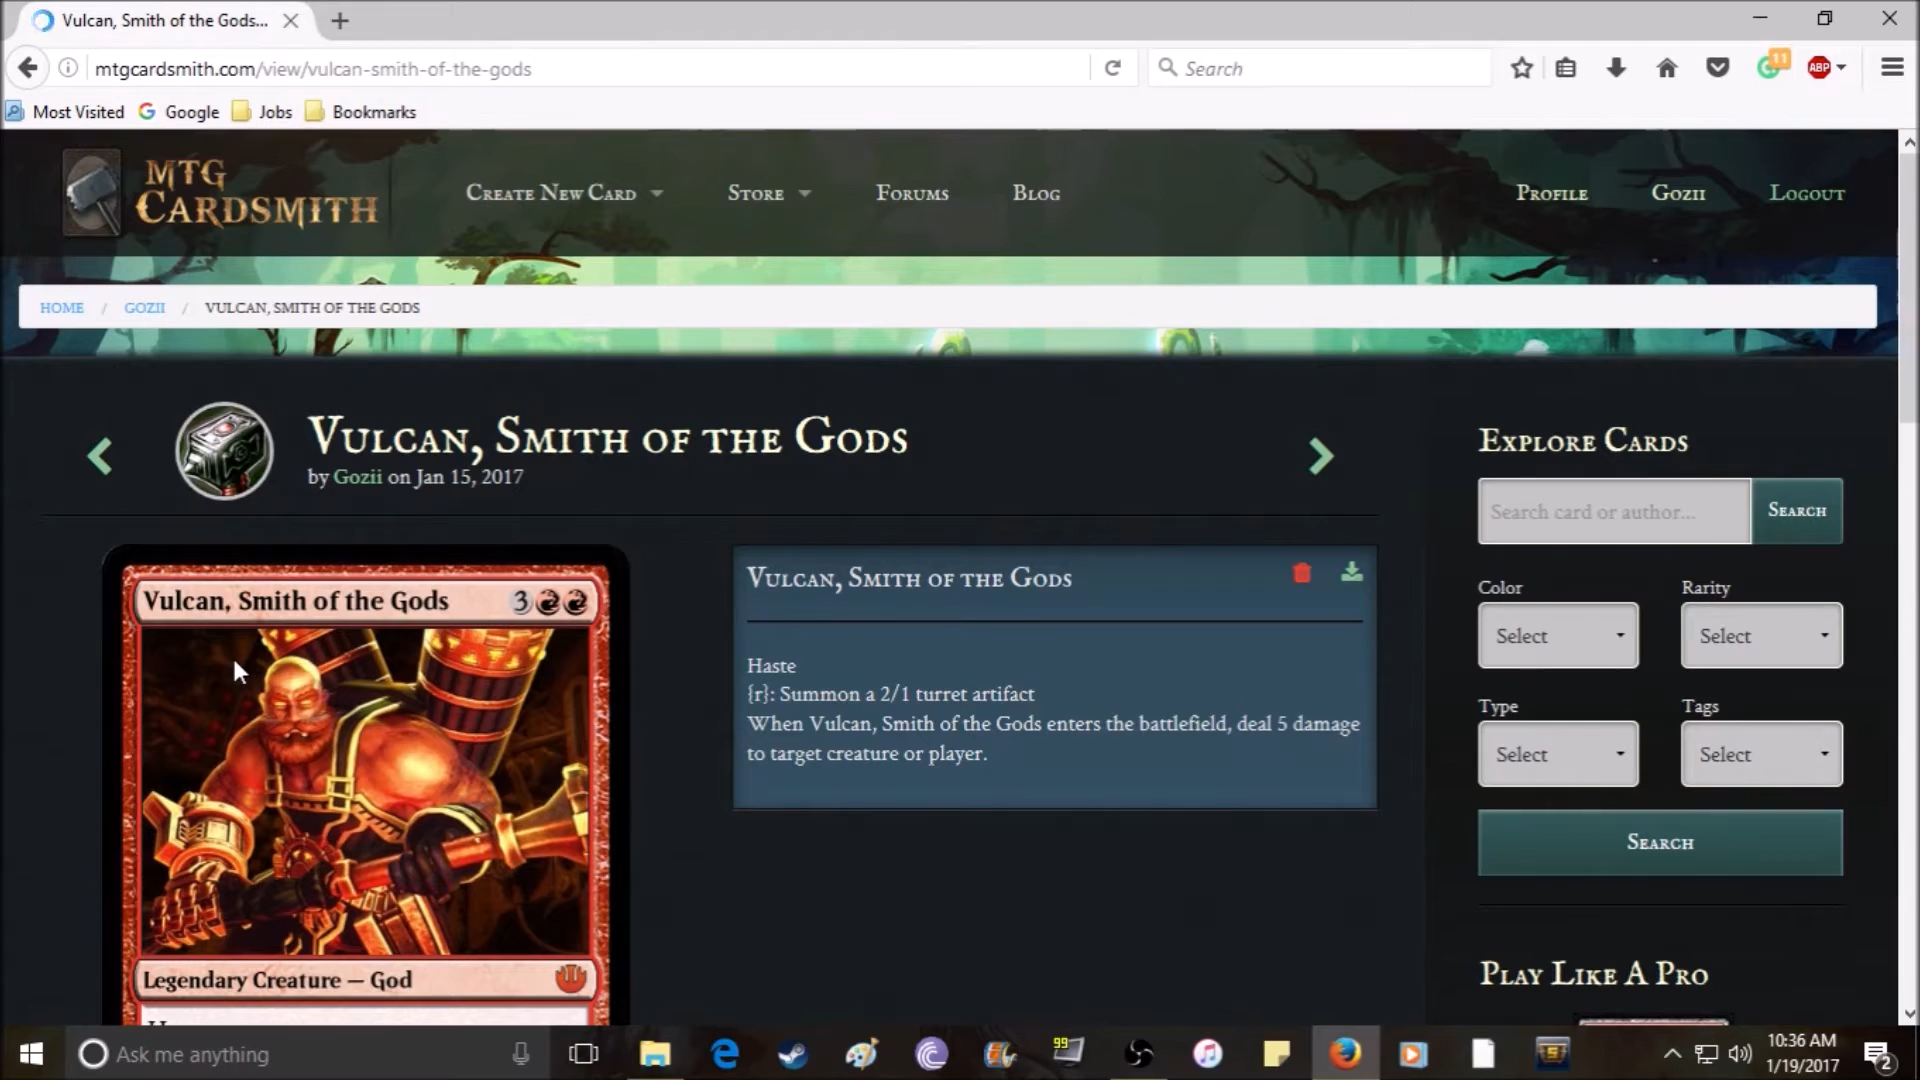 Vulcan, Smith of the Gods...
mtgcardsmith.com/view/vulcan-smith-of-the-gods
Search
11
ABP
Most Visited
Google
Jobs
Bookmarks
MTG
CARDSMITH
CREATE NEW CARD
STORE
FORUMS
BLOG
PROFILE
GOZII
LOGOUT
HOME / GOZII / VULCAN, SMITH OF THE GODS
VULCAN, SMITH OF THE GODS
by Gozii on Jan 15, 2017
EXPLORE CARDS
Search card or author...
SEARCH
Vulcan, Smith of the Gods 3
VULCAN, SMITH OF THE GODS
Haste
{r}: Summon a 2/1 turret artifact
When Vulcan, Smith of the Gods enters the battlefield, deal 5 damage
to target creature or player.
Color
Rarity
Select
Select
Type
Tags
Select
Select
SEARCH
Legendary Creature — God
PLAY LIKE A PRO
Ask me anything
99
10:36 AM
1/19/2017
2